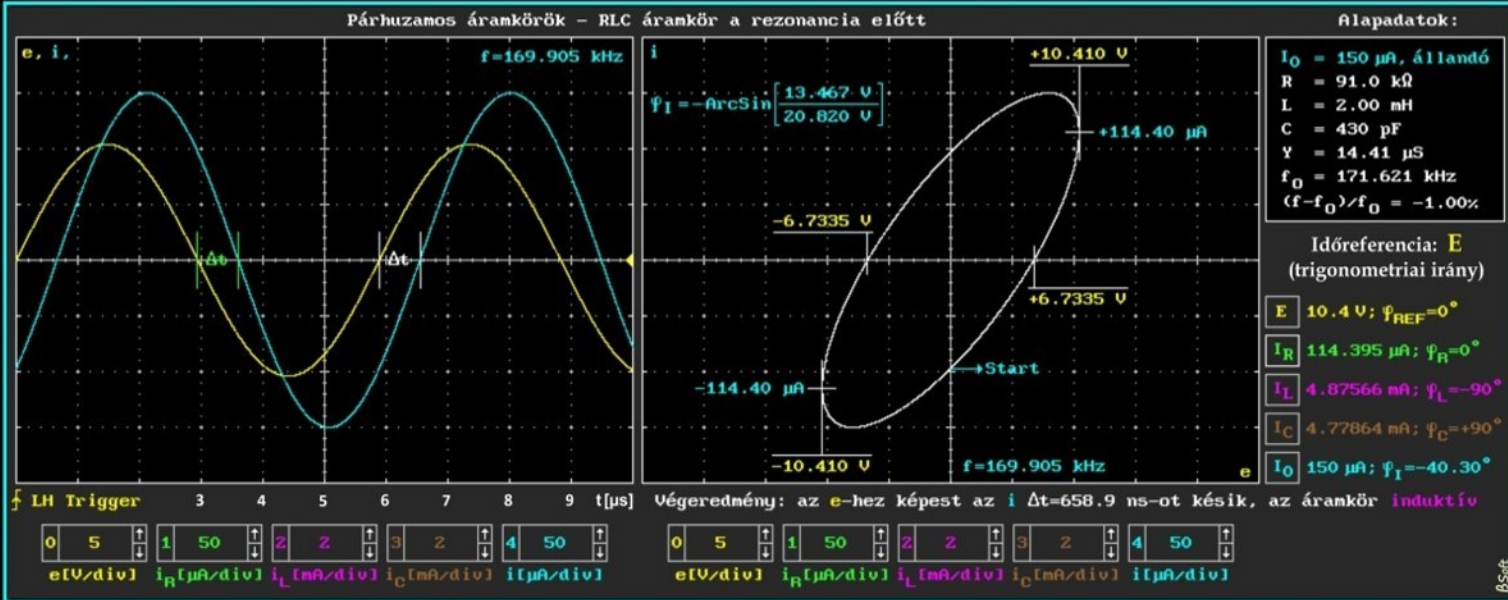 Párhuzamos áramkörök - RLC áramkör a rezonancia előtt
e, i,
f=169.905 kHz
Δt
Δt
LH Trigger
3 4 5 6 7 8 9 t[µs]
i
φI =-ArcSin[13.467 V / 20.820 V]
+10.410 V
+114.40 µA
-6.7335 V
+6.7335 V
Start
-114.40 µA
-10.410 V
f=169.905 kHz
e
Végeredmény: az e-hez képest az i Δt=658.9 ns-ot késik, az áramkör induktív
Alapadatok:
I0 = 150 µA, állandó
R = 91.0 kΩ
L = 2.00 mH
C = 430 pF
Y = 14.41 µS
f0 = 171.621 kHz
(f-f0)/f0 = -1.00%
Időreferencia: E
(trigonometriai irány)
E 10.4 V; φREF=0°
IR 114.395 µA; φR=0°
IL 4.87566 mA; φL=-90°
IC 4.77864 mA; φC=+90°
I0 150 µA; φI=-40.30°
0 5 1 50 2 2 3 2 4 50
e[V/div] iR[µA/div] iL[mA/div] iC[mA/div] i[µA/div]
0 5 1 50 2 2 3 2 4 50
e[V/div] iR[µA/div] iL[mA/div] iC[mA/div] i[µA/div]
βSoft